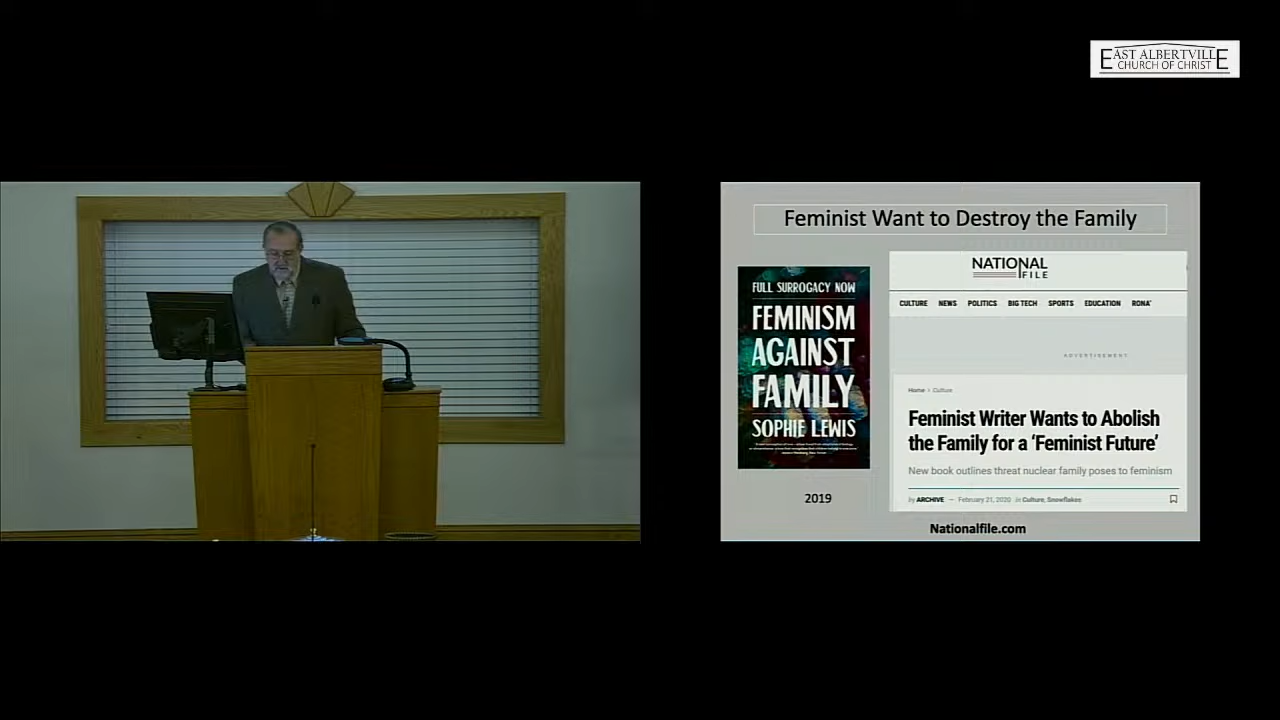 EAST ALBERTVILLE
CHURCH OF CHRIST
Feminist Want to Destroy the Family
FULL SURROGACY NOW
FEMINISM
AGAINST
FAMILY
SOPHIE LEWIS
2019
NATIONAL
FILE
CULTURE NEWS POLITICS BIG TECH SPORTS EDUCATION RONA'
ADVERTISEMENT
Home > Culture
Feminist Writer Wants to Abolish
the Family for a 'Feminist Future'
New book outlines threat nuclear family poses to feminism
by ARCHIVE — February 21, 2020 in Culture, Snowflakes
Nationalfile.com